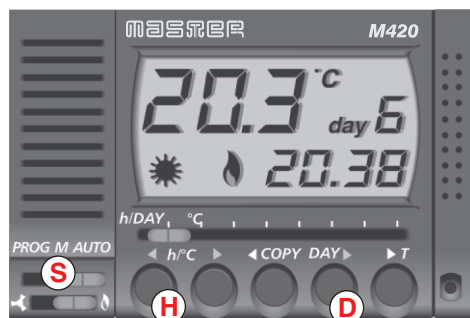 MASTER M420
20.3 °C
day 6
20.38
h/DAY °C
PROG M AUTO
S
h/°C COPY DAY T
H D